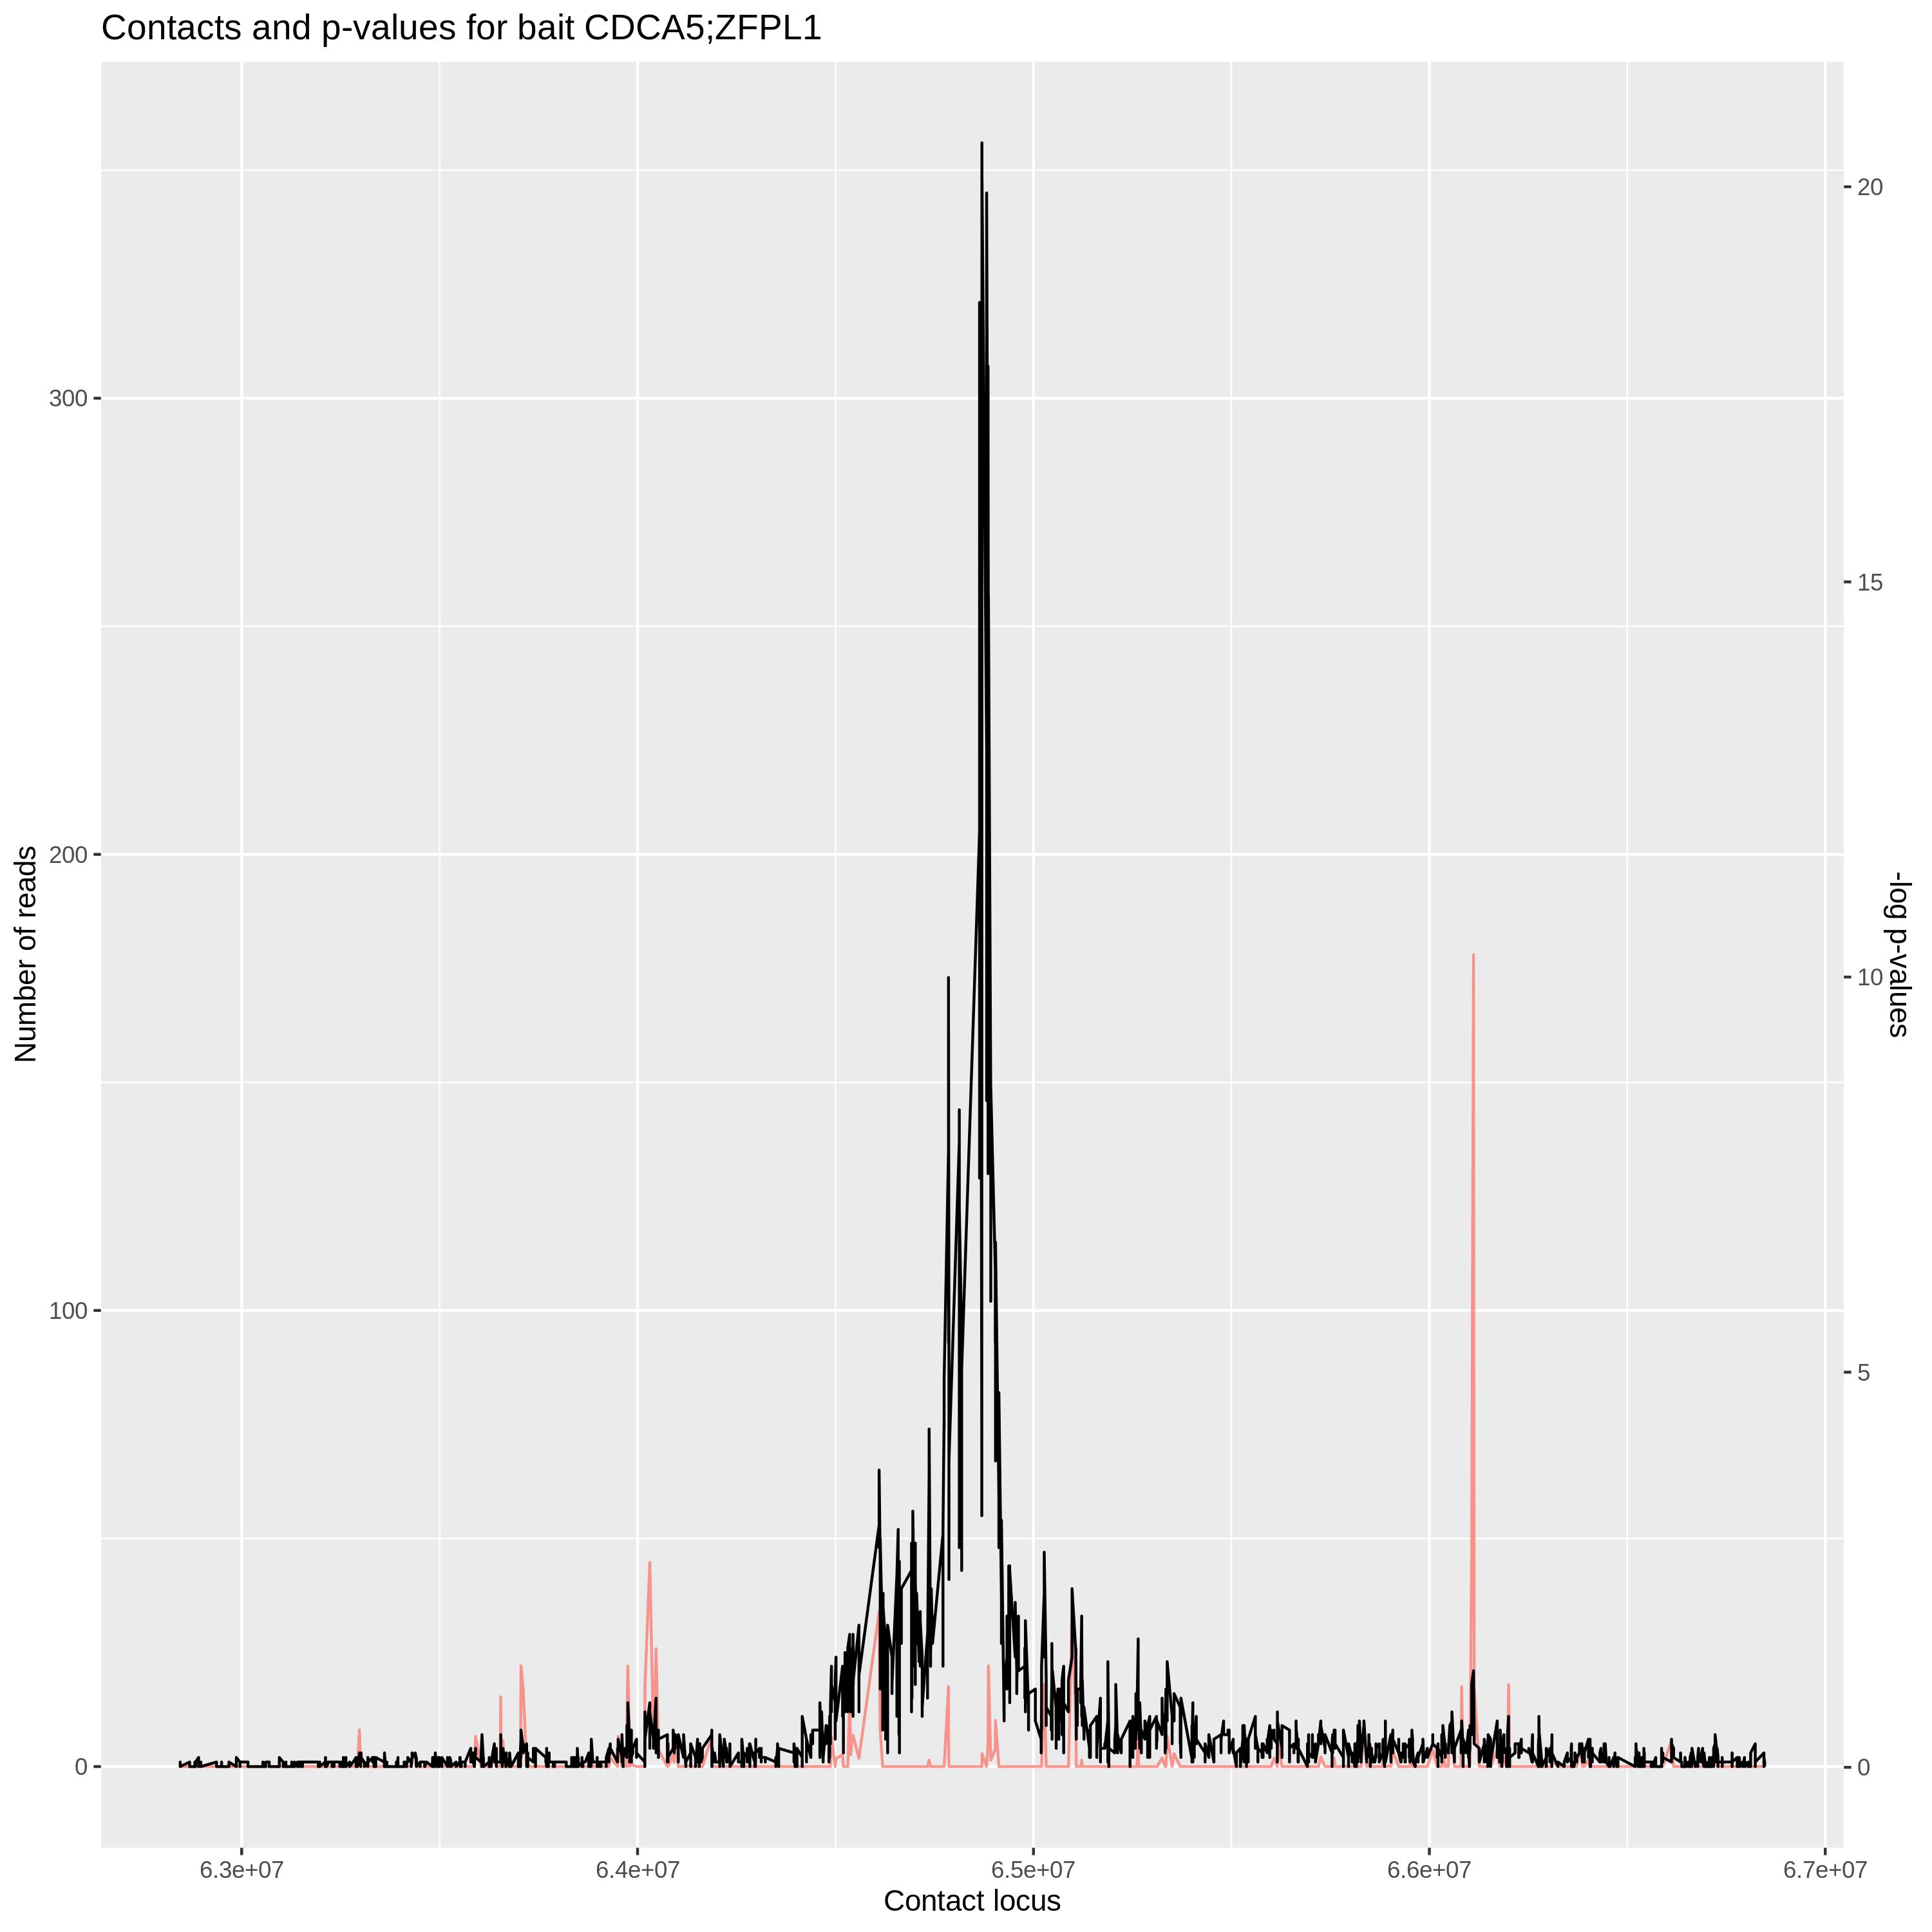 Contacts and p-values for bait CDCA5;ZFPL1
Number of reads
300
200
100
0
20
15
10
5
0
-log p-values
6.3e+07
6.4e+07
6.5e+07
6.6e+07
6.7e+07
Contact locus